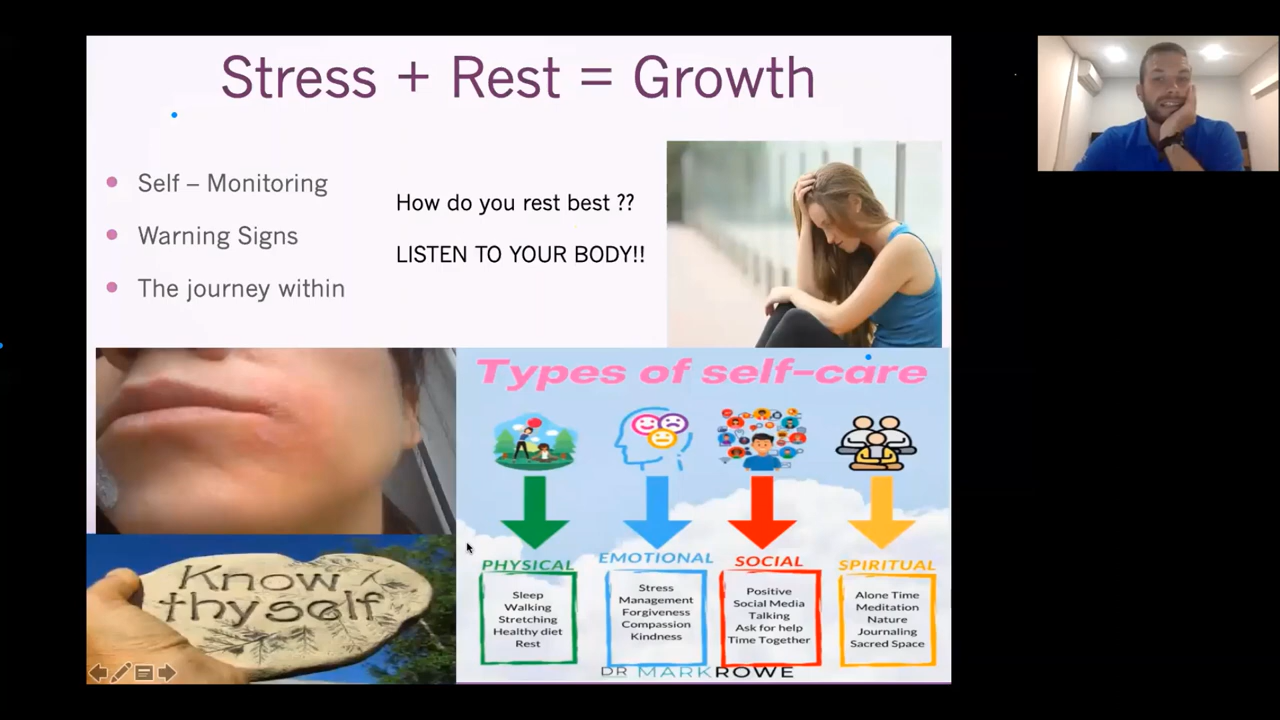 Stress + Rest = Growth
Self – Monitoring
Warning Signs
The journey within
How do you rest best ??
LISTEN TO YOUR BODY!!
Know
thyself
Types of self-care
PHYSICAL
Sleep
Walking
Stretching
Healthy diet
Rest
EMOTIONAL
Stress
Management
Forgiveness
Compassion
Kindness
SOCIAL
Positive
Social Media
Talking
Ask for help
Time Together
SPIRITUAL
Alone Time
Meditation
Nature
Journaling
Sacred Space
DR MARKROWE